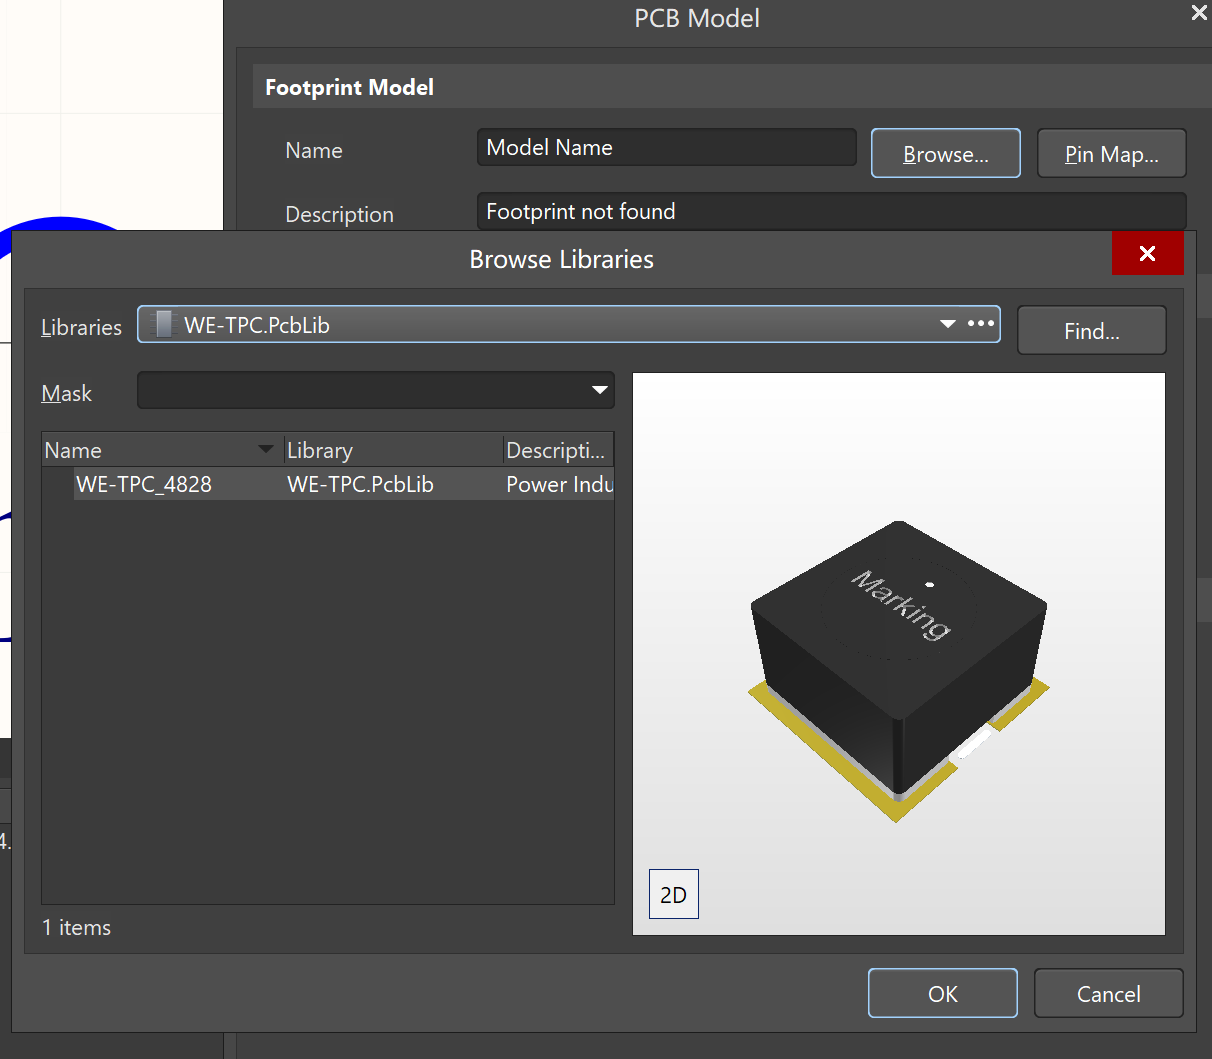 PCB Model
Footprint Model
Name Model Name Browse... Pin Map...
Description Footprint not found
Browse Libraries
Libraries WE-TPC.PcbLib Find...
Mask
Name Library Descripti...
WE-TPC_4828 WE-TPC.PcbLib Power Indu
Marking
4.
2D
1 items
OK Cancel